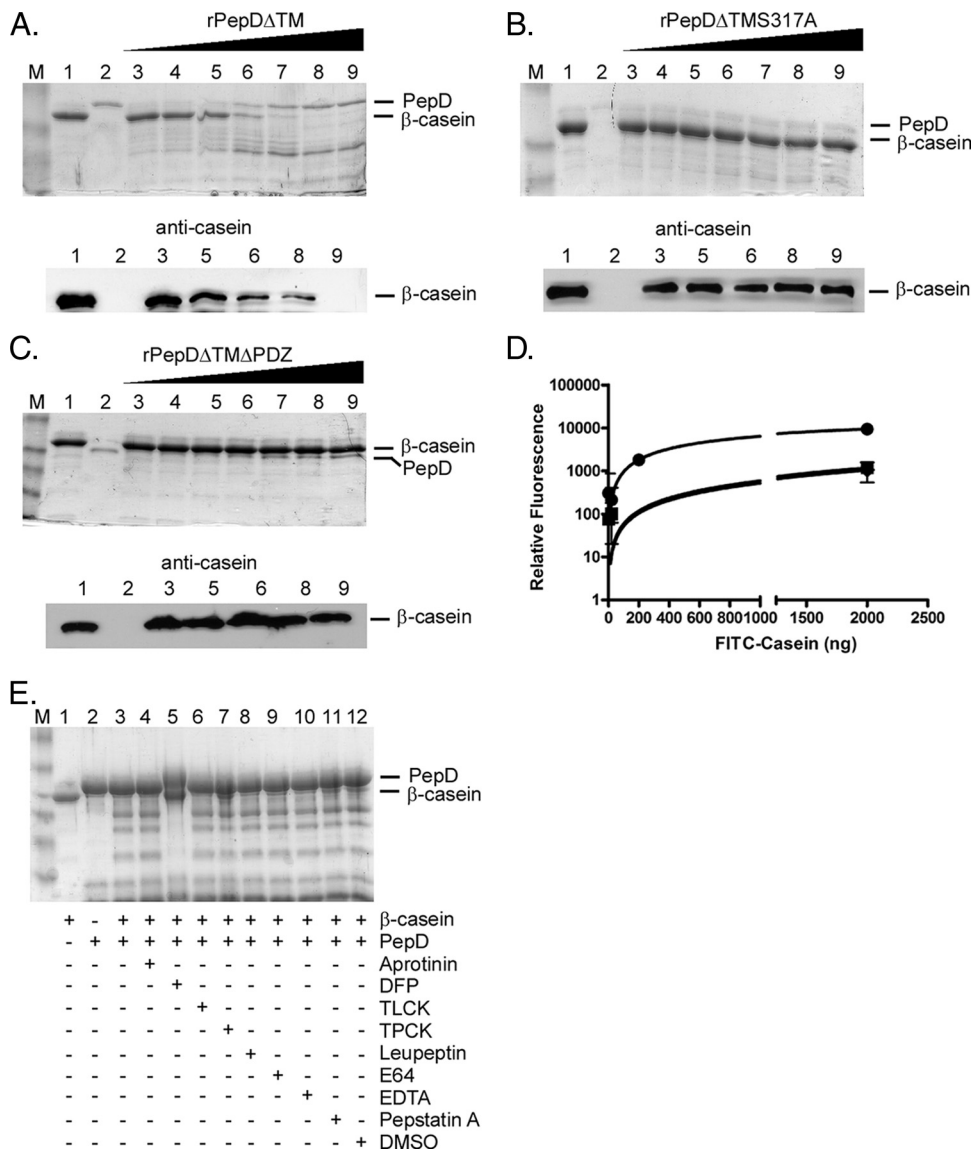 A.
rPepDΔTM
M 1 2 3 4 5 6 7 8 9
PepD
β-casein
anti-casein
1 2 3 5 6 8 9
β-casein
B.
rPepDΔTMS317A
M 1 2 3 4 5 6 7 8 9
PepD
β-casein
anti-casein
1 2 3 5 6 8 9
β-casein
C.
rPepDΔTMΔPDZ
M 1 2 3 4 5 6 7 8 9
β-casein
PepD
anti-casein
1 2 3 5 6 8 9
β-casein
D.
Relative Fluorescence
100000
10000
1000
100
10
1
0 200 400 600 800 1000 1500 2000 2500
FITC-Casein (ng)
E.
M 1 2 3 4 5 6 7 8 9 10 11 12
PepD
β-casein
+ - + + + + + + + + + + β-casein
- + + + + + + + + + + + PepD
- - - + - - - - - - - - Aprotinin
- - - - + - - - - - - - DFP
- - - - - + - - - - - - TLCK
- - - - - - + - - - - - TPCK
- - - - - - - + - - - - Leupeptin
- - - - - - - - + - - - E64
- - - - - - - - - + - - EDTA
- - - - - - - - - - + - Pepstatin A
- - - - - - - - - - - + DMSO